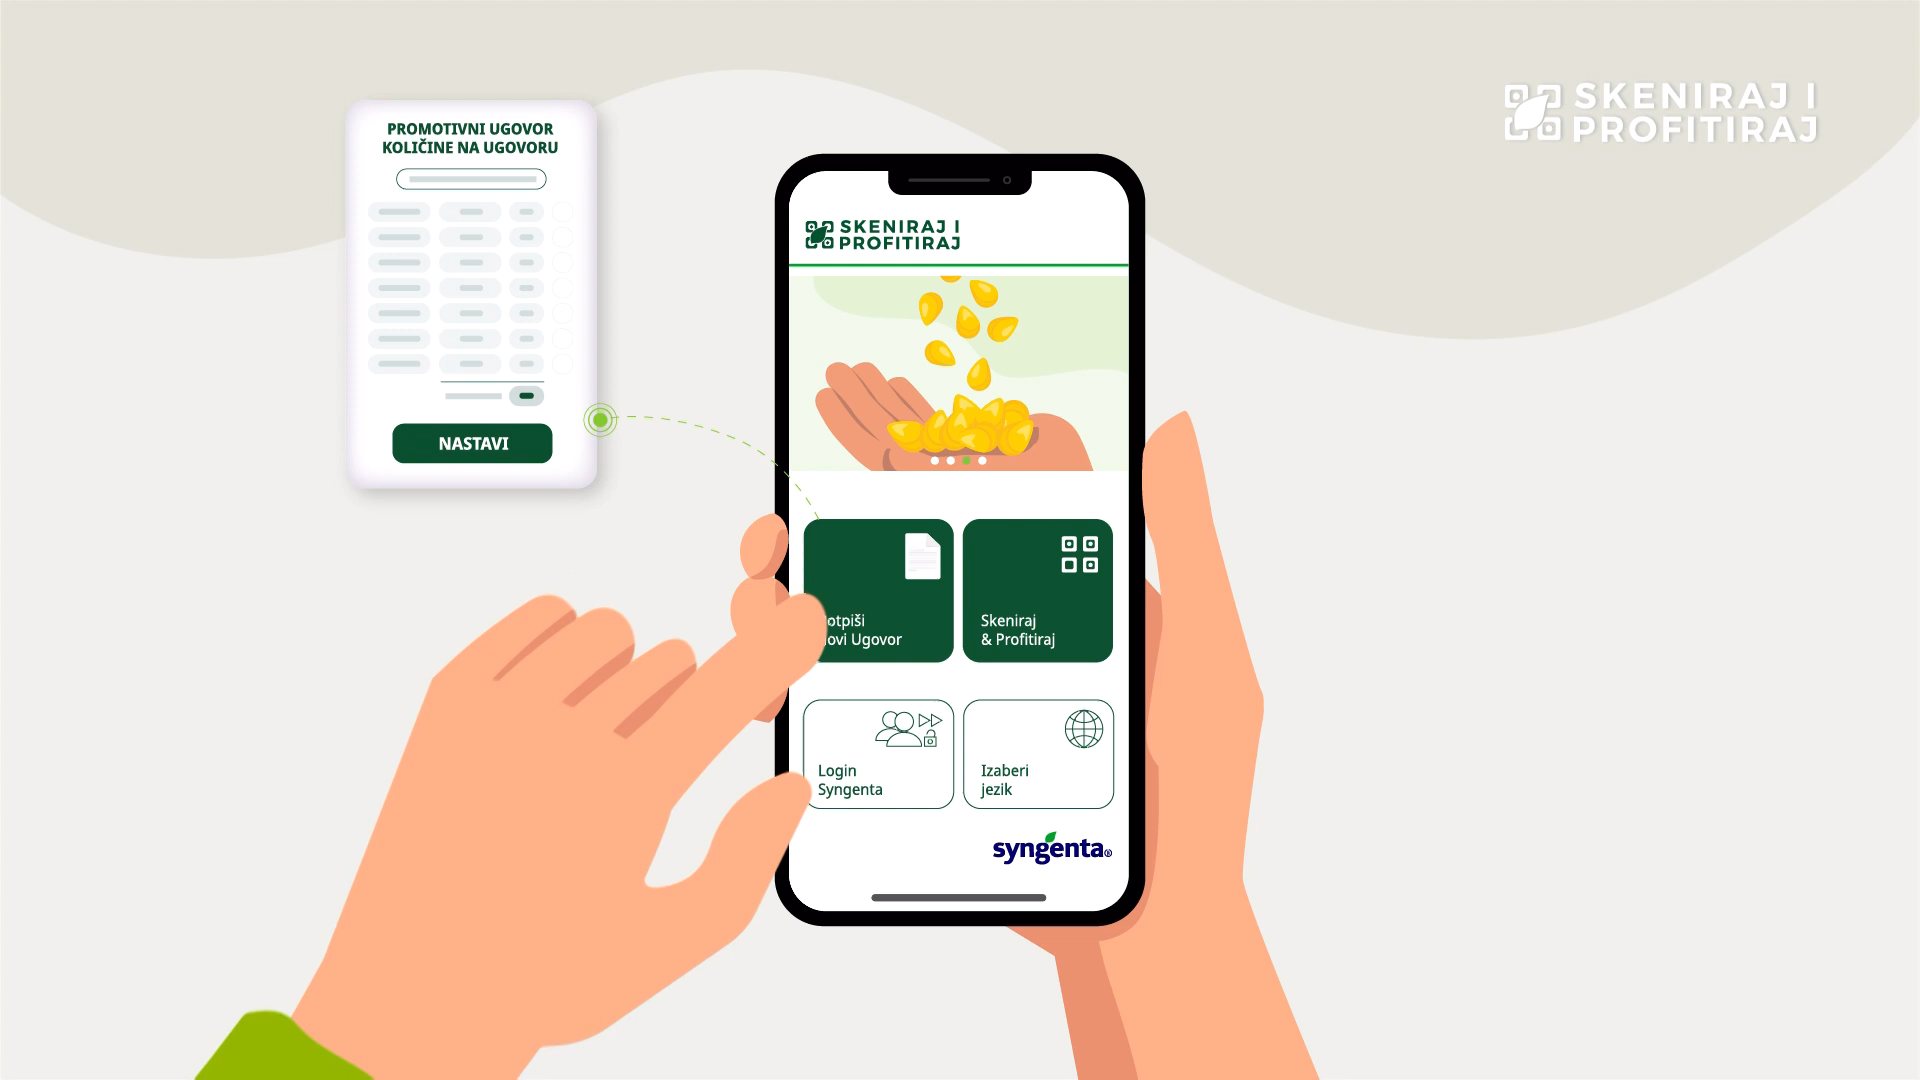 PROMOTIVNI UGOVOR
KOLIČINE NA UGOVORU
NASTAVI
SKENIRAJ I
PROFITIRAJ
SKENIRAJ I
PROFITIRAJ
otpiši
ovi Ugovor
Skeniraj
& Profitiraj
Login
Syngenta
Izaberi
jezik
syngenta®